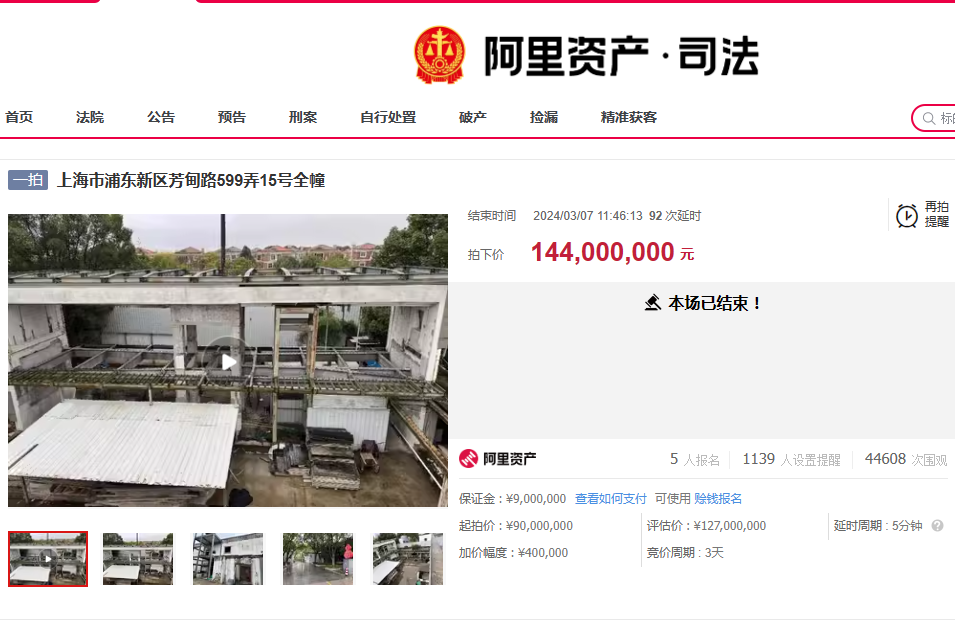 阿里资产·司法
首页 法院 公告 预告 刑案 自行处置 破产 捡漏 精准获客 标的
一拍 上海市浦东新区芳甸路599弄15号全幢
结束时间 2024/03/07 11:46:13 92 次延时
再拍提醒
拍下价 144,000,000 元
本场已结束！
阿里资产 5 人报名 1139 人设置提醒 44608 次围观
保证金 : ¥9,000,000 查看如何支付 可使用 赊钱报名
起拍价 : ¥90,000,000 评估价 : ¥127,000,000 延时周期 : 5分钟
加价幅度 : ¥400,000 竞价周期 : 3天